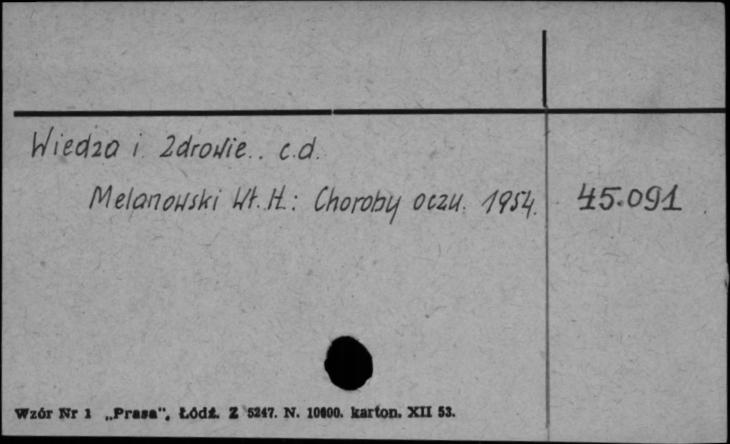 Wiedza i Zdrowie.. c.d.
Melanowski Wł. H.: Choroby oczu. 1954. 45.091
Wzór Nr 1 „Prasa”, Łódź. Z 5247. N. 10000. karton. XII 53.